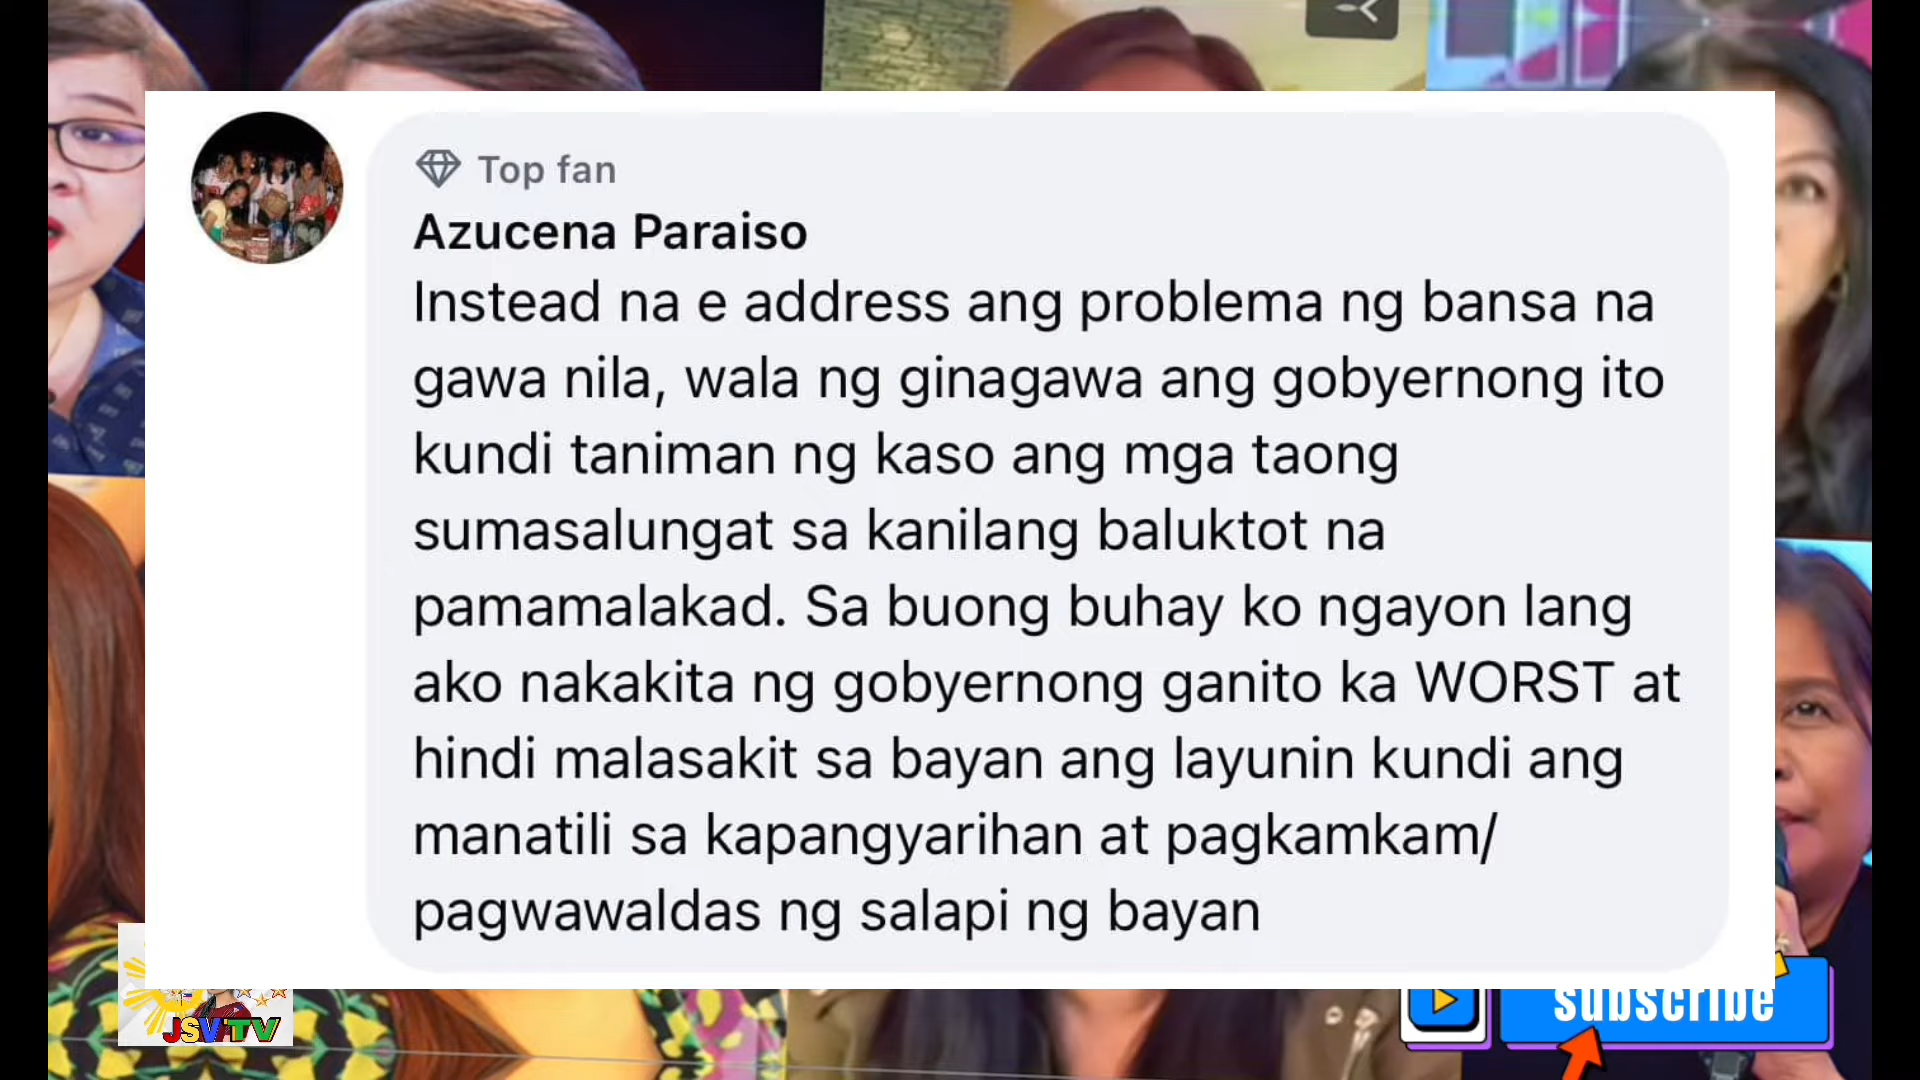 Top fan
Azucena Paraiso
Instead na e address ang problema ng bansa na
gawa nila, wala ng ginagawa ang gobyernong ito
kundi taniman ng kaso ang mga taong
sumasalungat sa kanilang baluktot na
pamamalakad. Sa buong buhay ko ngayon lang
ako nakakita ng gobyernong ganito ka WORST at
hindi malasakit sa bayan ang layunin kundi ang
manatili sa kapangyarihan at pagkamkam/
pagwawaldas ng salapi ng bayan
JSV TV
subscribe